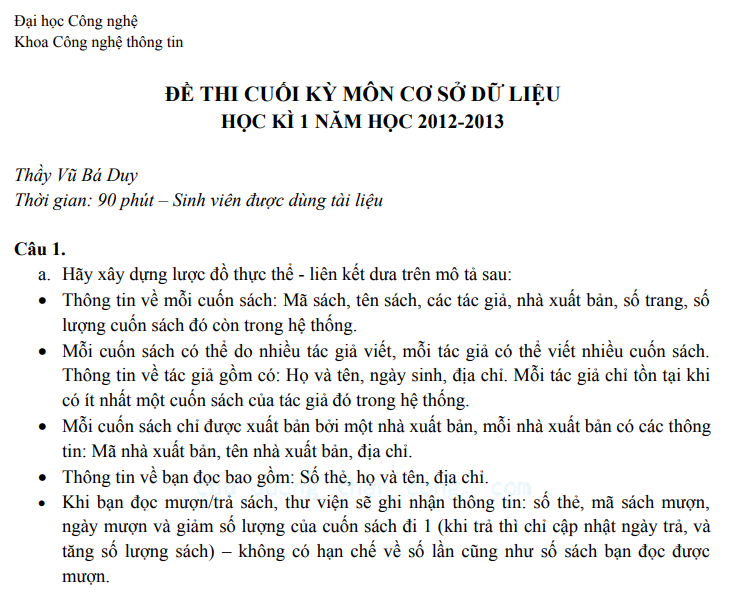 Đại học Công nghệ
Khoa Công nghệ thông tin
ĐỀ THI CUỐI KỲ MÔN CƠ SỞ DỮ LIỆU
HỌC KÌ 1 NĂM HỌC 2012-2013
Thầy Vũ Bá Duy
Thời gian: 90 phút – Sinh viên được dùng tài liệu
Câu 1.
a. Hãy xây dựng lược đồ thực thể - liên kết dưa trên mô tả sau:
• Thông tin về mỗi cuốn sách: Mã sách, tên sách, các tác giả, nhà xuất bản, số trang, số
lượng cuốn sách đó còn trong hệ thống.
• Mỗi cuốn sách có thể do nhiều tác giả viết, mỗi tác giả có thể viết nhiều cuốn sách.
Thông tin về tác giả gồm có: Họ và tên, ngày sinh, địa chỉ. Mỗi tác giả chỉ tồn tại khi
có ít nhất một cuốn sách của tác giả đó trong hệ thống.
• Mỗi cuốn sách chỉ được xuất bản bởi một nhà xuất bản, mỗi nhà xuất bản có các thông
tin: Mã nhà xuất bản, tên nhà xuất bản, địa chỉ.
• Thông tin về bạn đọc bao gồm: Số thẻ, họ và tên, địa chỉ.
• Khi bạn đọc mượn/trả sách, thư viện sẽ ghi nhận thông tin: số thẻ, mã sách mượn,
ngày mượn và giảm số lượng của cuốn sách đi 1 (khi trả thì chỉ cập nhật ngày trả, và
tăng số lượng sách) – không có hạn chế về số lần cũng như số sách bạn đọc được
mượn.